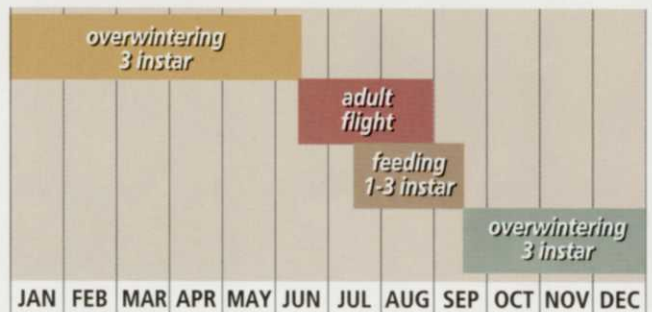 overwintering
3 instar
adult
flight
feeding
1-3 instar
overwintering
3 instar
JAN FEB MAR APR MAY JUN JUL AUG SEP OCT NOV DEC